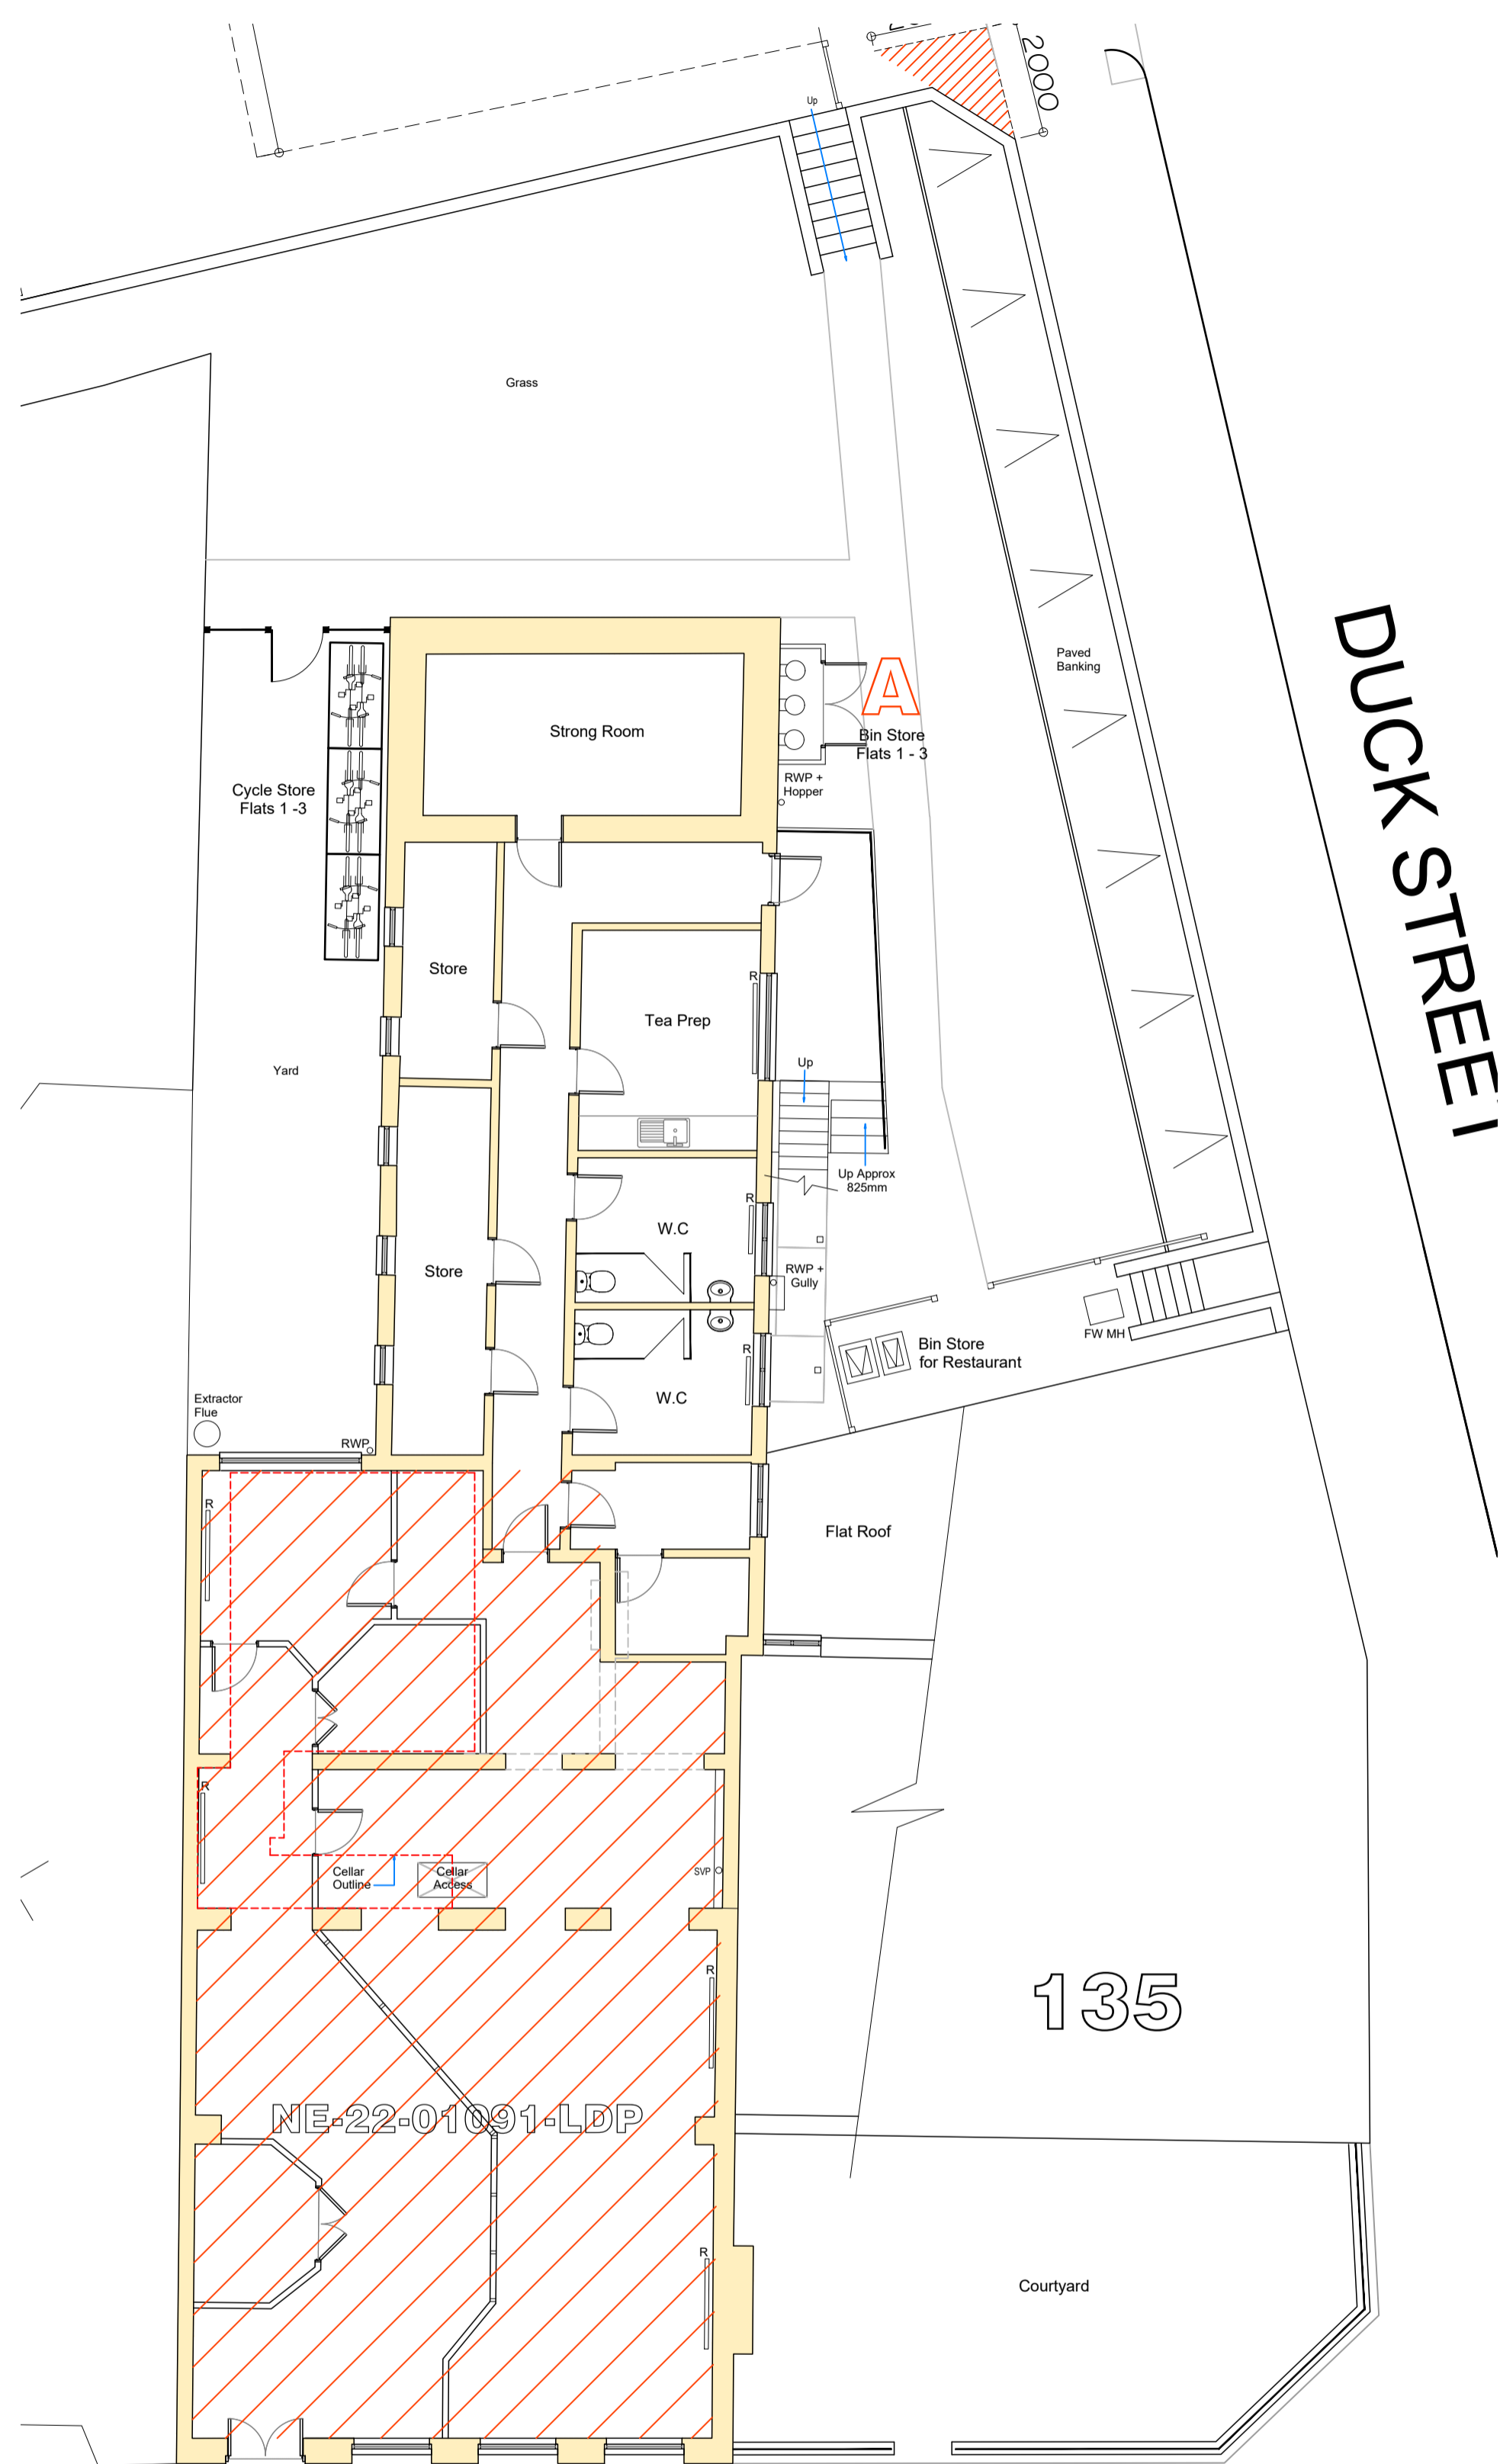 2000
Up
Grass
DUCK STREET
Paved
Banking
A
Bin Store
Flats 1 - 3
Strong Room
RWP +
Hopper
Cycle Store
Flats 1 -3
Store
R
Tea Prep
Yard
Up
Up Approx
825mm
R
W.C
Store
RWP +
Gully
FW MH
Bin Store
for Restaurant
R
W.C
Extractor
Flue
RWP
R
Flat Roof
R
Cellar
Outline
Cellar
Access
SVP
R
135
NE-22-01091-LDP
R
Courtyard